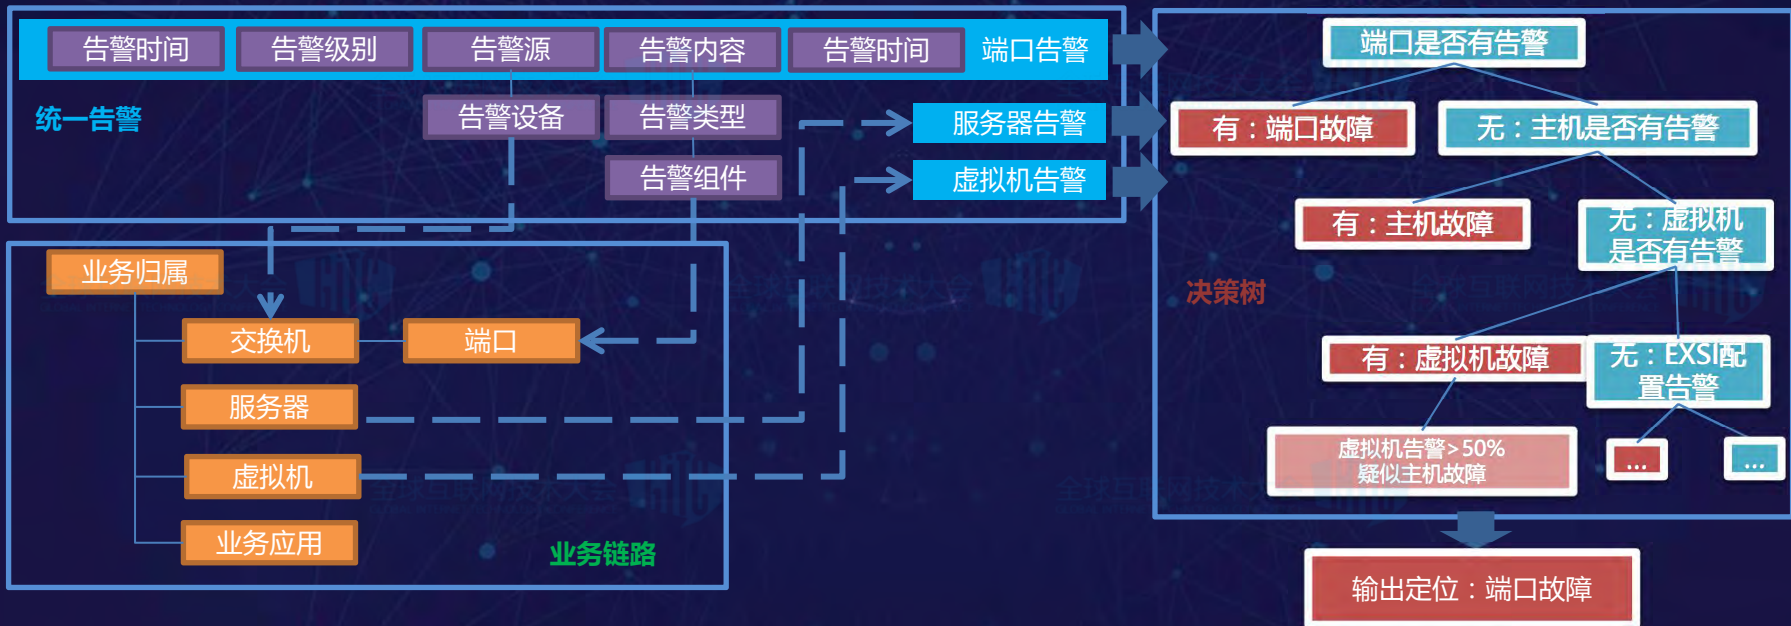 告警时间
告警级别
告警源
告警内容
告警时间
端口告警
统一告警
告警设备
告警类型
服务器告警
告警组件
虚拟机告警
业务归属
交换机
端口
服务器
虚拟机
业务应用
业务链路
端口是否有告警
有：端口故障
无：主机是否有告警
有：主机故障
无：虚拟机
是否有告警
决策树
有：虚拟机故障
无：EXSI配
置告警
虚拟机告警>50%
疑似主机故障
...
...
输出定位：端口故障